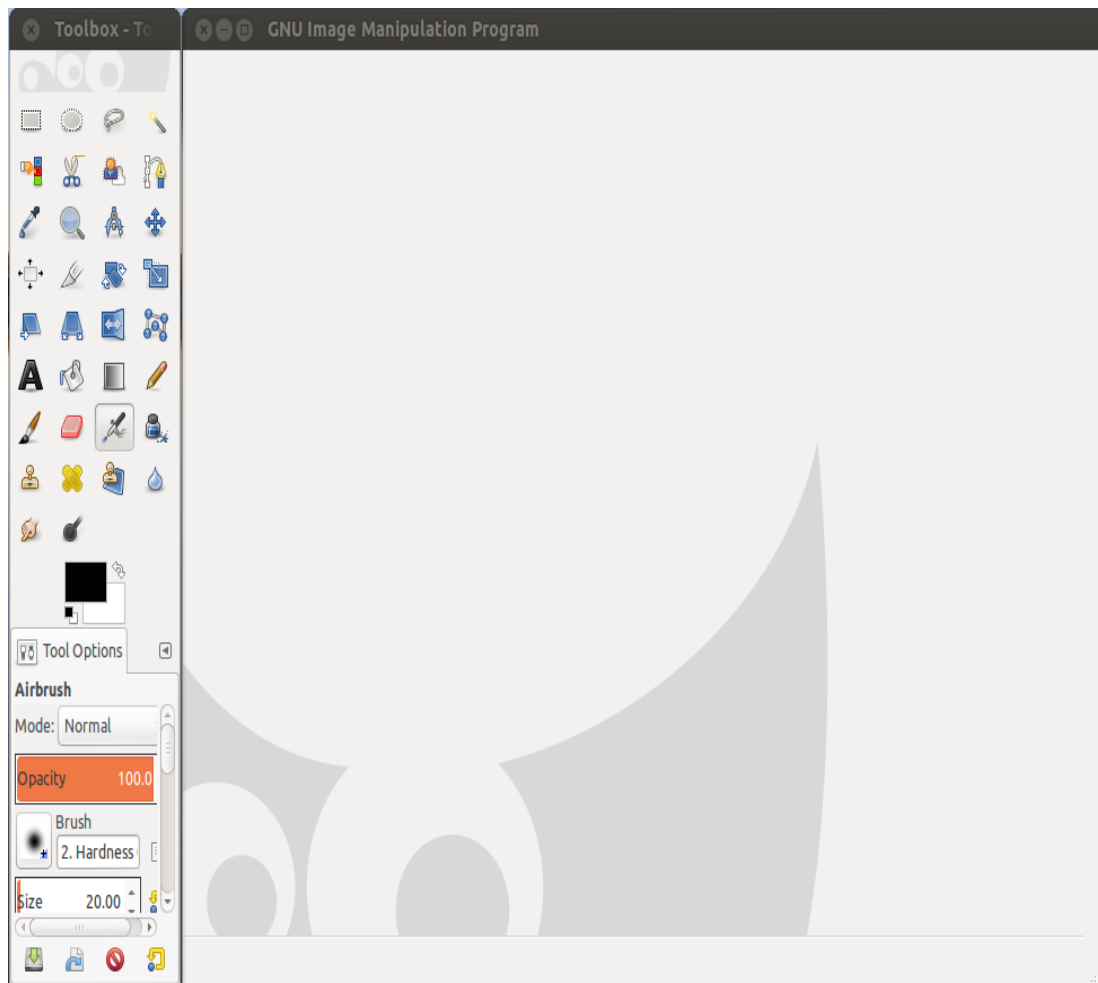 Toolbox - To
GNU Image Manipulation Program
Tool Options
Airbrush
Mode: Normal
Opacity 100.0
Brush
2. Hardness
Size 20.00